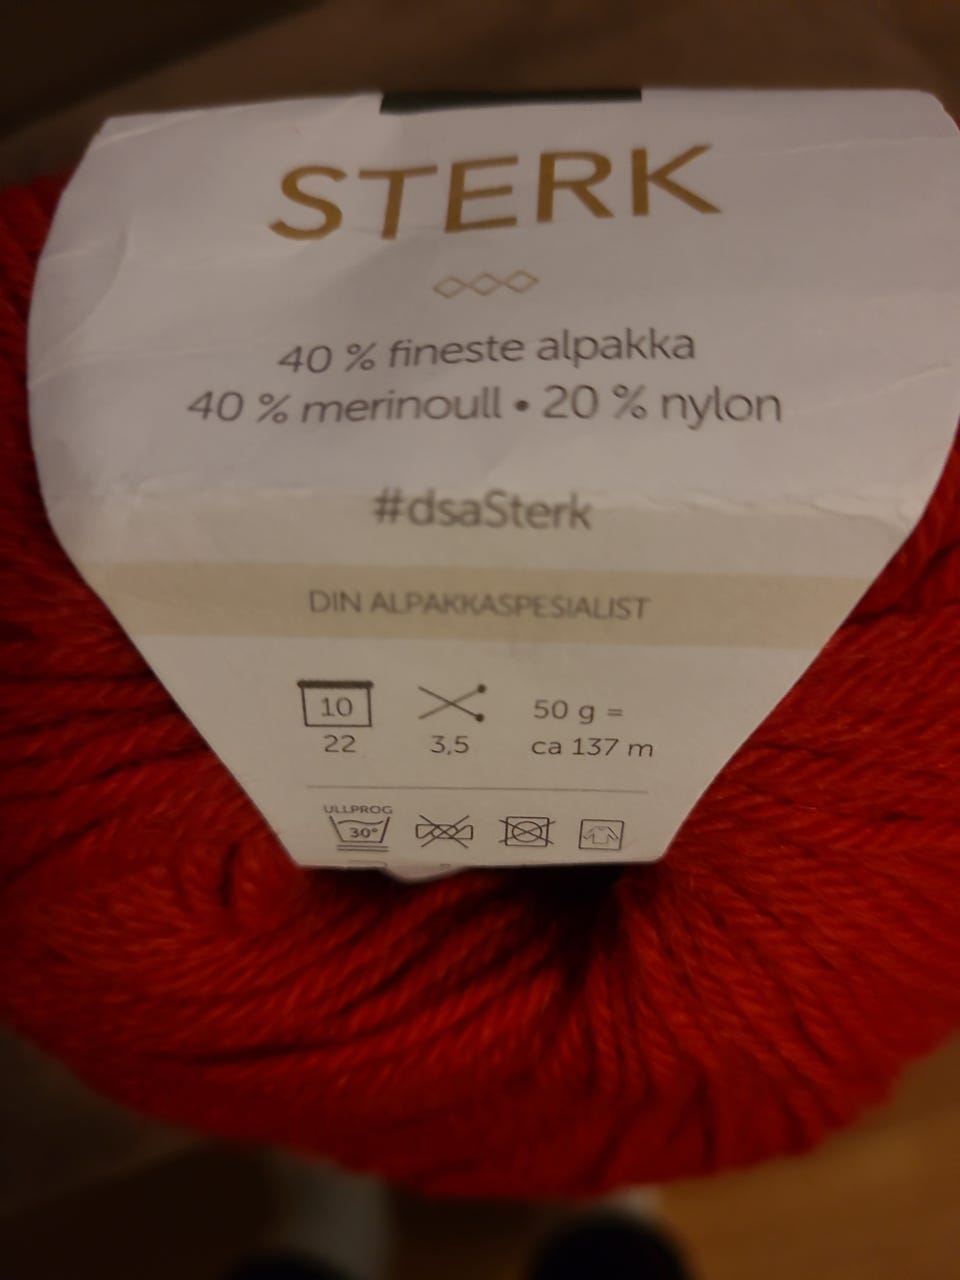 STERK
40 % fineste alpakka
40 % merinoull • 20 % nylon
#dsaSterk
DIN ALPAKKASPESIALIST
10
22
3,5
50 g =
ca 137 m
ULLPROG
30°